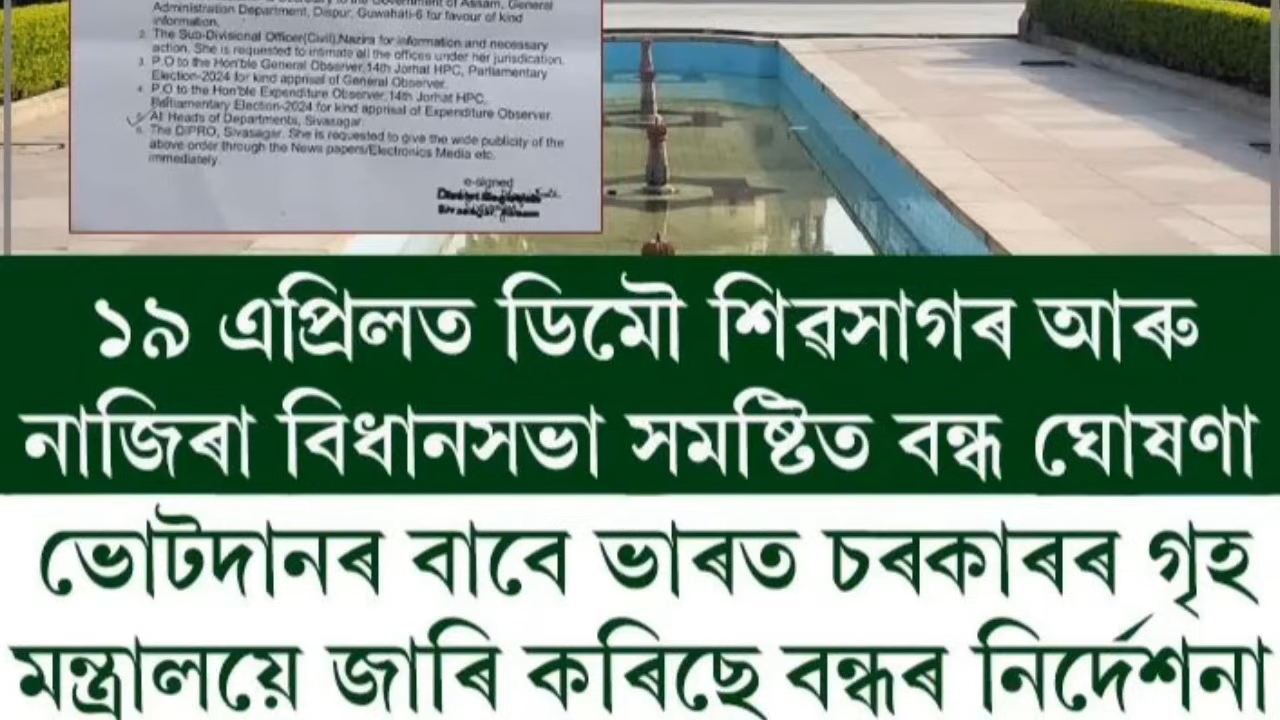 Administration Department, Dispur, Guwahati-6 for favour of kind
information.
2. The Sub-Divisional Officer(Civil),Nazira for information and necessary
action. She is requested to intimate all the offices under her jurisdication.
3. P.O to the Hon'ble General Observer,14th Jorhat HPC, Parliamentary
Election-2024 for kind apprisal of General Observer.
4. P.O to the Hon'ble Expenditure Observer,14th Jorhat HPC,
Parliamentary Election-2024 for kind apprisal of Expenditure Observer.
5. All Heads of Departments, Sivasagar.
6. The DIPRO, Sivasagar. She is requested to give the wide publicity of the
above order through the News papers/Electronics Media etc.
immediately.
e-signed
১৯ এপ্ৰিলত ডিমৌ শিৱসাগৰ আৰু
নাজিৰা বিধানসভা সমষ্টিত বন্ধ ঘোষণা
ভোটদানৰ বাবে ভাৰত চৰকাৰৰ গৃহ
মন্ত্ৰালয়ে জাৰি কৰিছে বন্ধৰ নিৰ্দেশনা